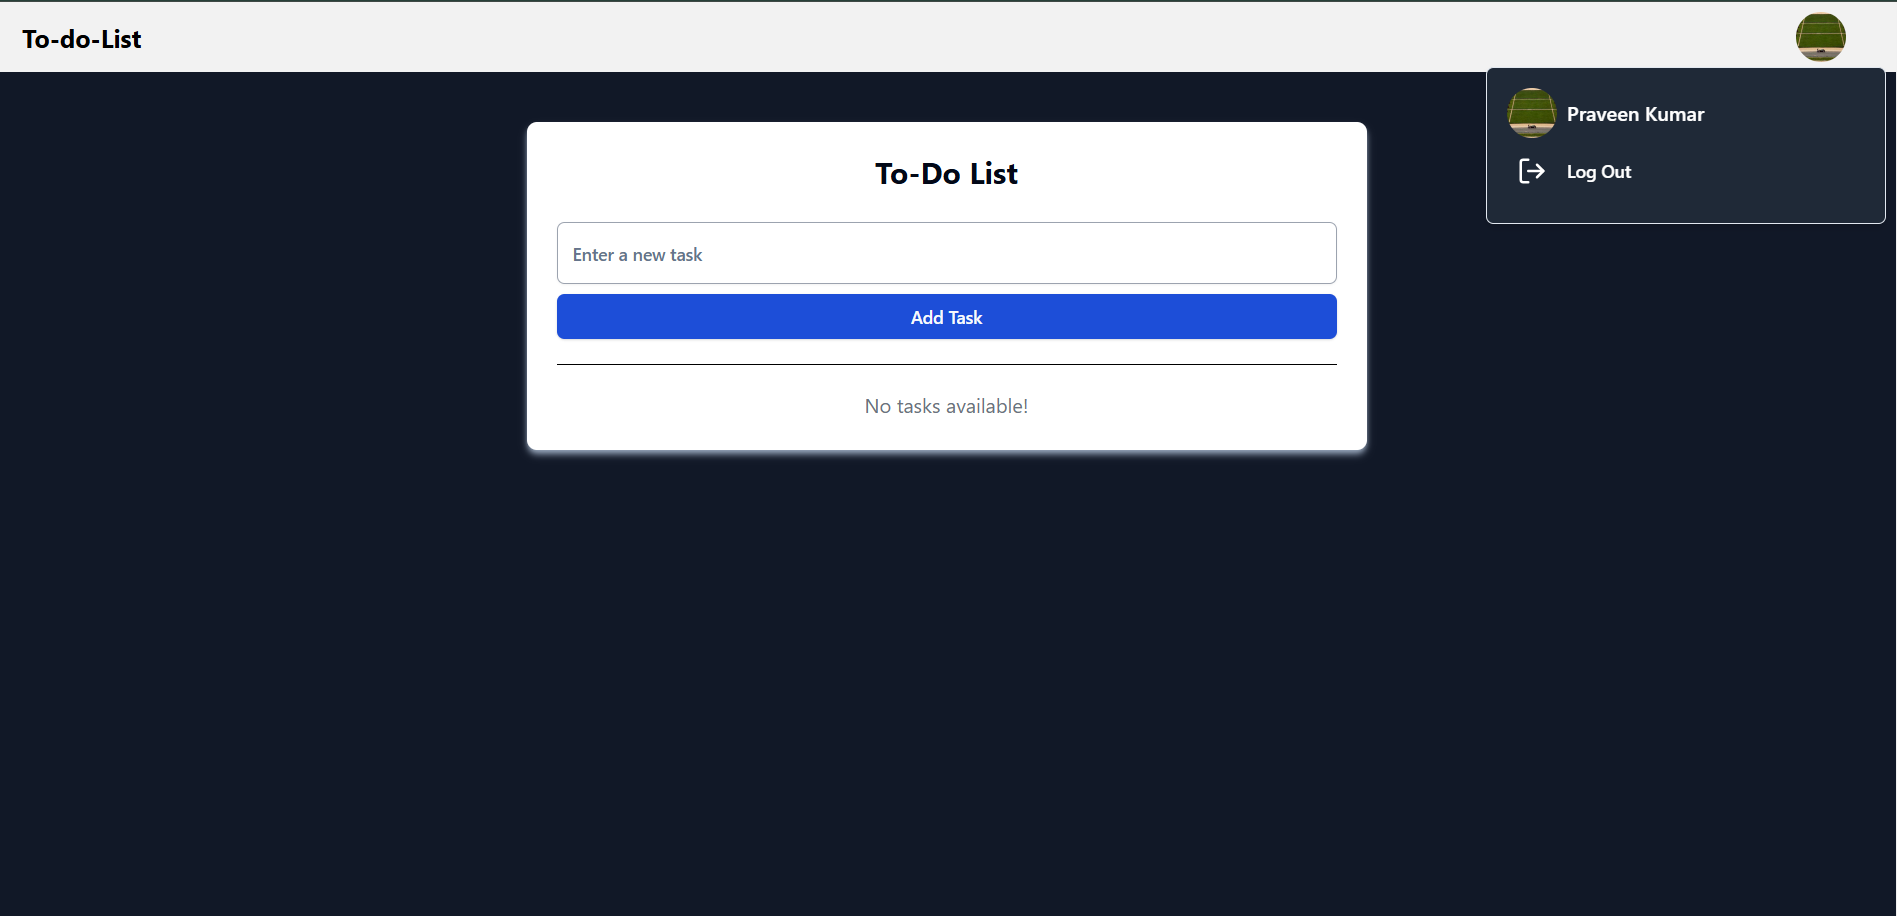 To-do-List
Praveen Kumar
Log Out
To-Do List
Enter a new task
Add Task
No tasks available!